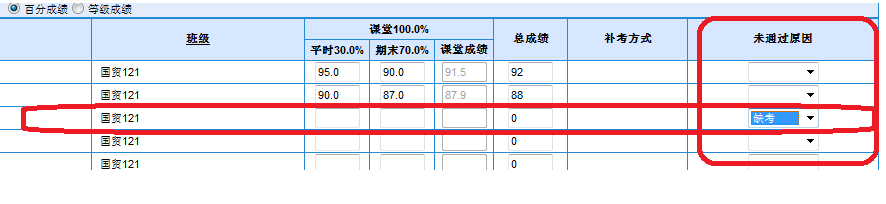 百分成绩 等级成绩
班级 课堂100.0% 总成绩 补考方式 未通过原因
平时30.0% 期末70.0% 课堂成绩
国贸121 95.0 90.0 91.5 92
国贸121 90.0 87.0 87.9 88
国贸121 0 缺考
国贸121 0
国贸121 0